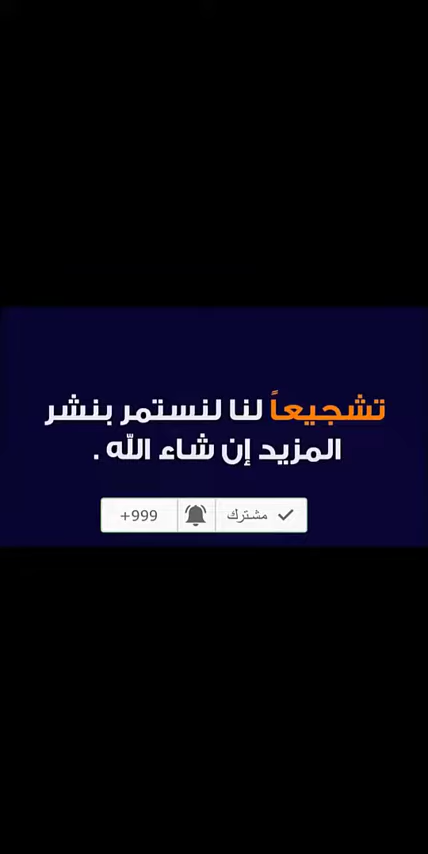 تشجيعاً لنا لنستمر بنشر
المزيد إن شاء الله .
مشترك +999